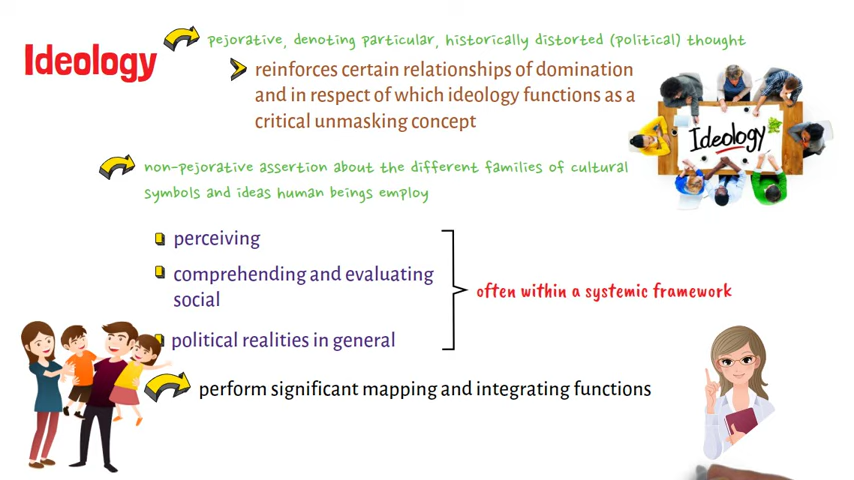 Ideology
pejorative, denoting particular, historically distorted (political) thought
reinforces certain relationships of domination
and in respect of which ideology functions as a
critical unmasking concept
Ideology
non-pejorative assertion about the different families of cultural
symbols and ideas human beings employ
perceiving
comprehending and evaluating
social
political realities in general
often within a systemic framework
perform significant mapping and integrating functions